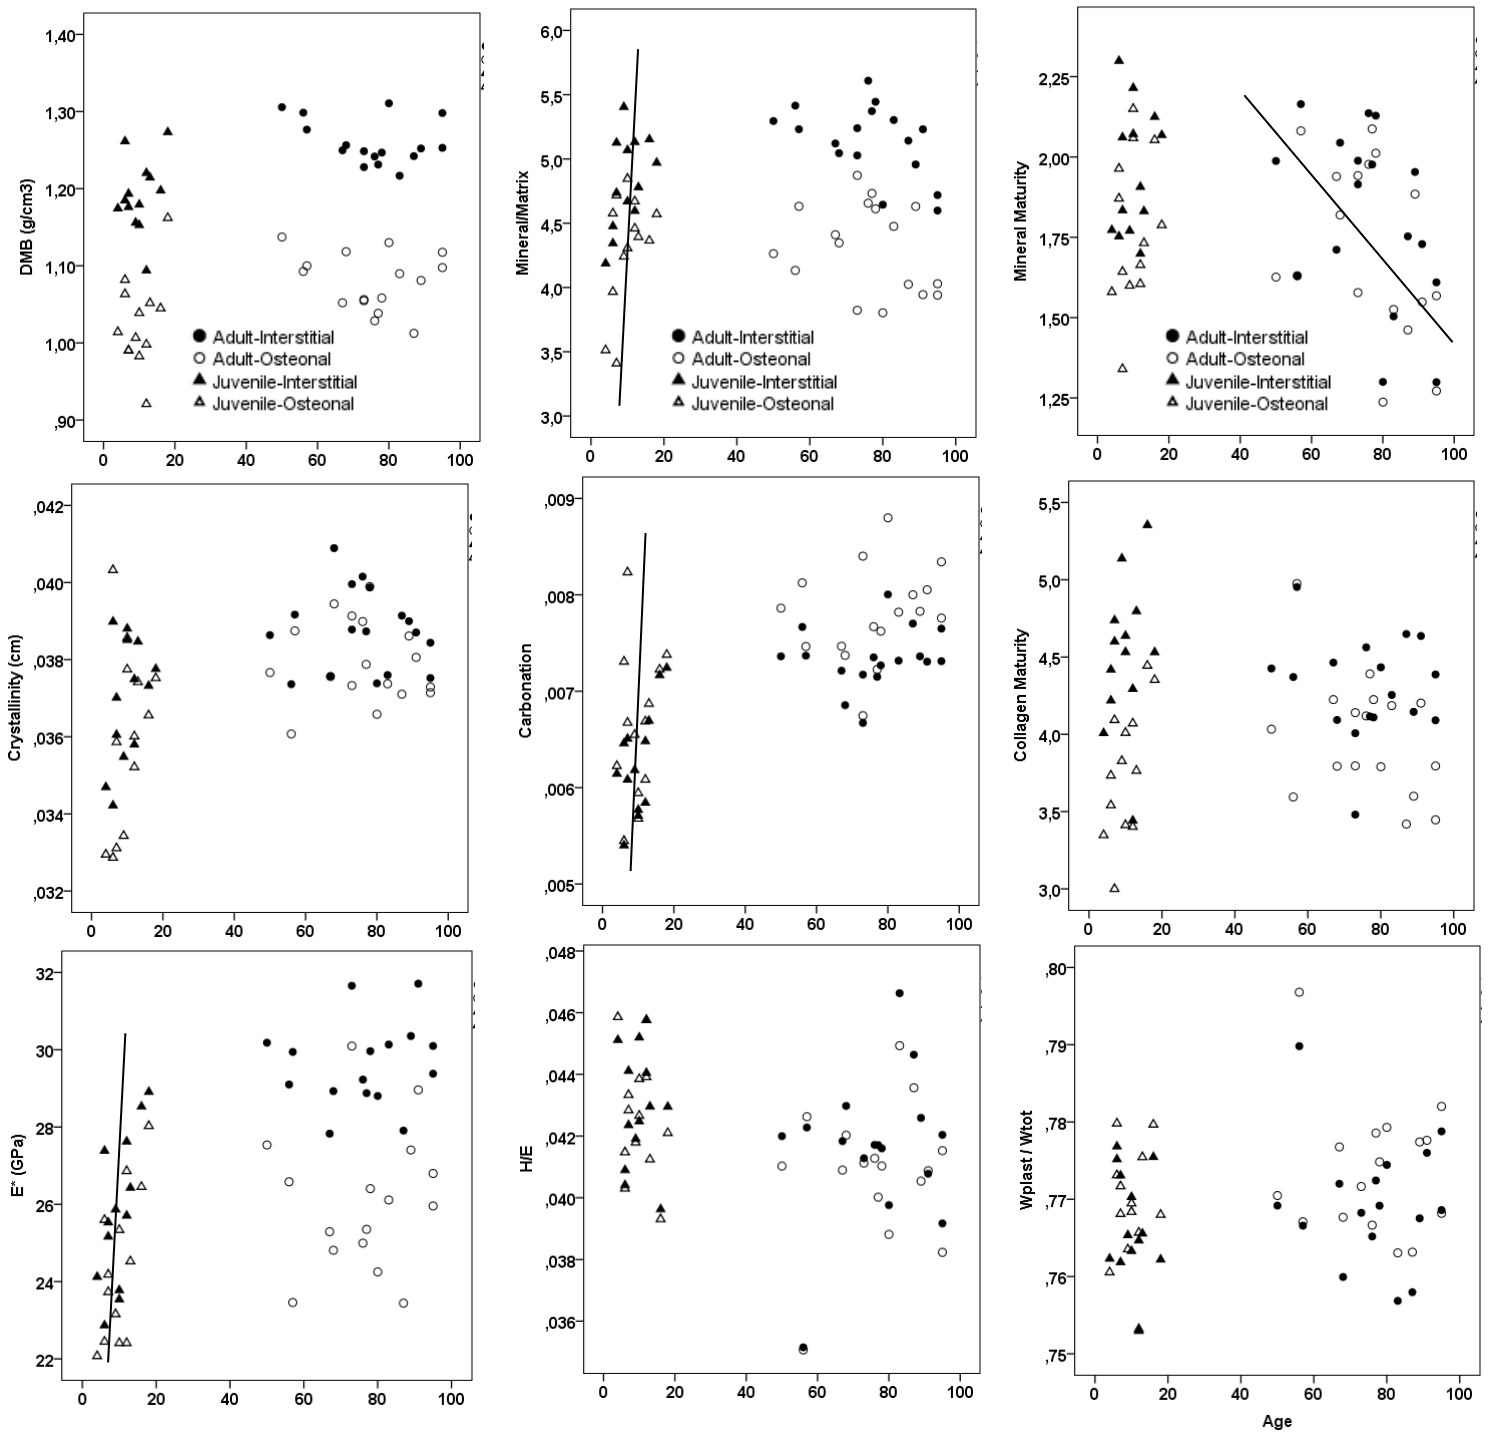 1,40
1,30
1,20
1,10
1,00
,90
DMB (g/cm3)
Adult-Interstitial
Adult-Osteonal
Juvenile-Interstitial
Juvenile-Osteonal
0 20 40 60 80 100
6,0
5,5
5,0
4,5
4,0
3,5
3,0
Mineral/Matrix
Adult-Interstitial
Adult-Osteonal
Juvenile-Interstitial
Juvenile-Osteonal
0 20 40 60 80 100
2,25
2,00
1,75
1,50
1,25
Mineral Maturity
Adult-Interstitial
Adult-Osteonal
Juvenile-Interstitial
Juvenile-Osteonal
0 20 40 60 80 100
,042
,040
,038
,036
,034
,032
Crystallinity (cm)
0 20 40 60 80 100
,009
,008
,007
,006
,005
Carbonation
0 20 40 60 80 100
5,5
5,0
4,5
4,0
3,5
3,0
Collagen Maturity
0 20 40 60 80 100
32
30
28
26
24
22
E* (GPa)
0 20 40 60 80 100
,048
,046
,044
,042
,040
,038
,036
H/E
0 20 40 60 80 100
,80
,79
,78
,77
,76
,75
Wplast / Wtot
0 20 40 60 80 100
Age